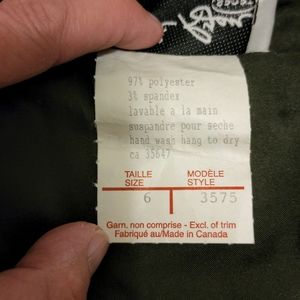 97% polyester
3% spandex
lavable a la main
suspandre pour seche
hand wash hang to dry
ca 35647
TAILLE MODÈLE
SIZE STYLE
6 3575
Garn. non comprise - Excl. of trim
Fabriqué au/Made in Canada